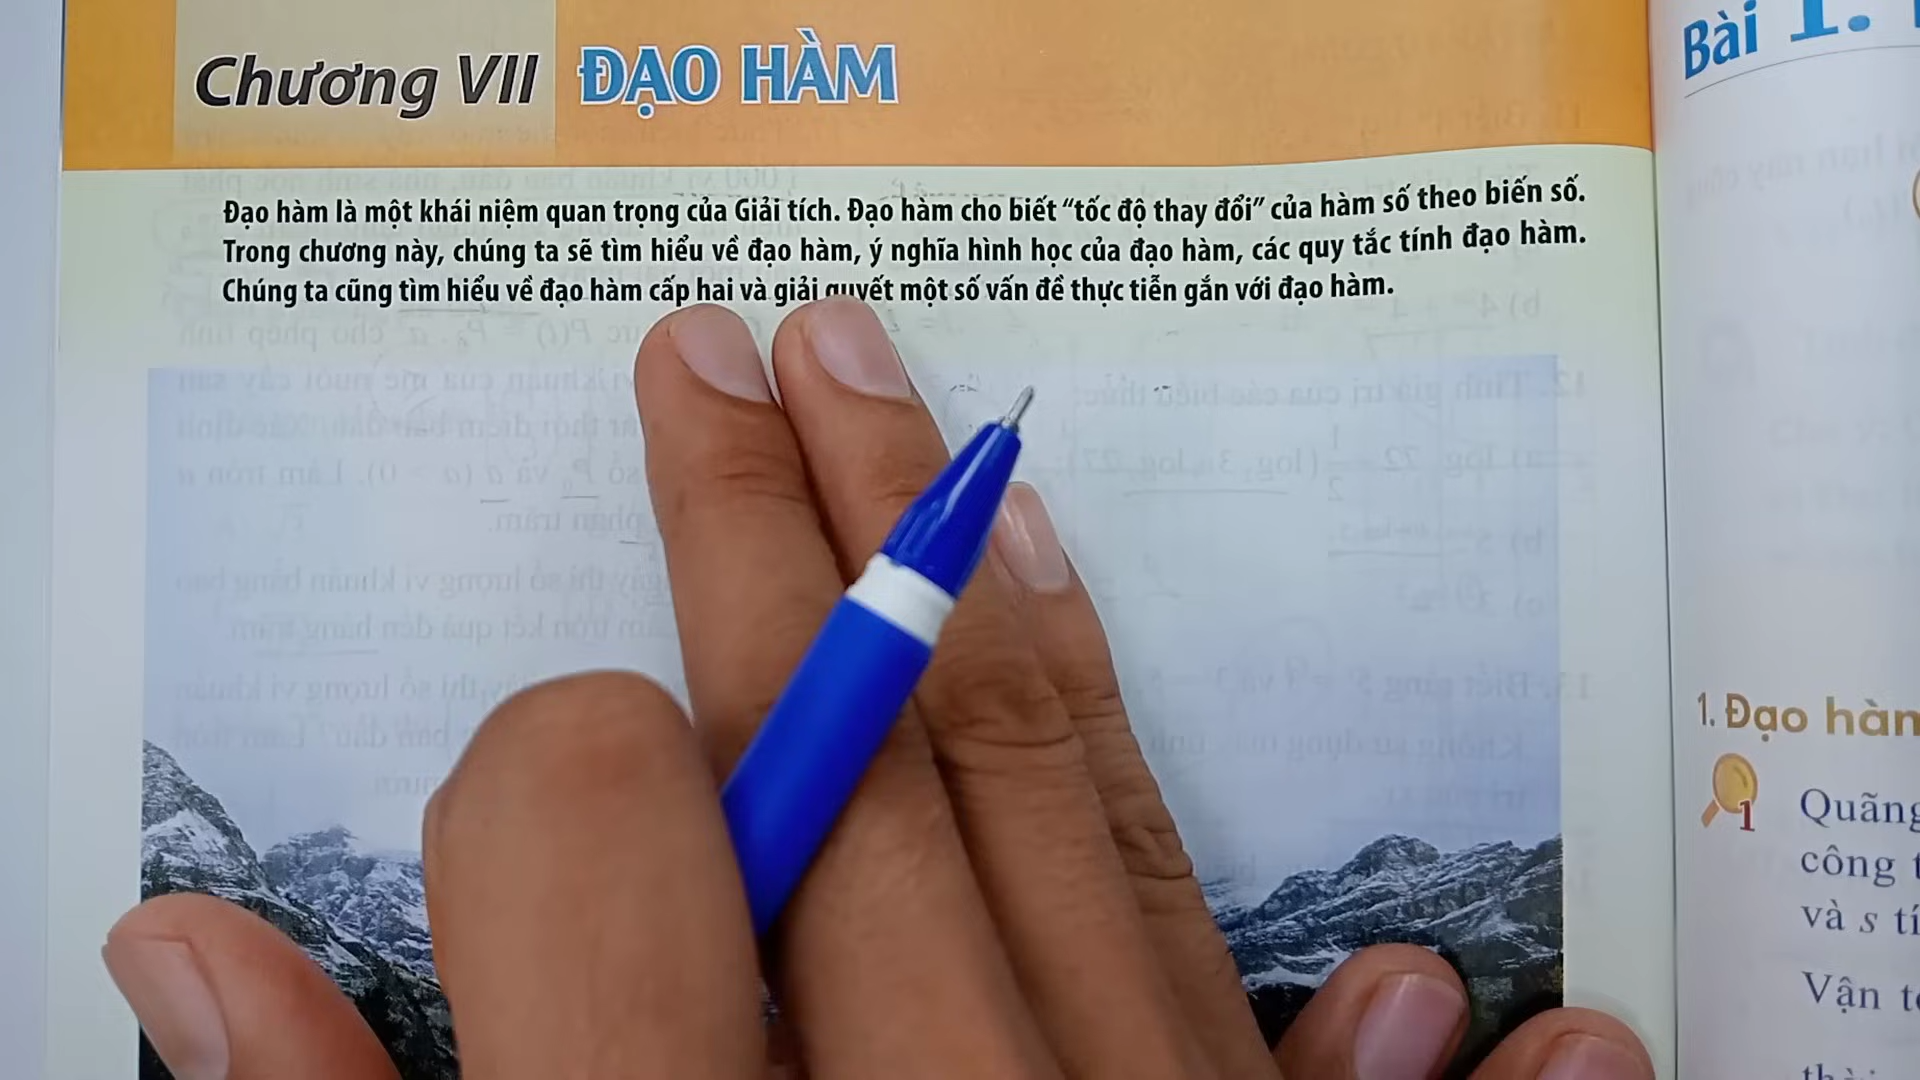 Chương VII ĐẠO HÀM
Đạo hàm là một khái niệm quan trọng của Giải tích. Đạo hàm cho biết “tốc độ thay đổi” của hàm số theo biến số.
Trong chương này, chúng ta sẽ tìm hiểu về đạo hàm, ý nghĩa hình học của đạo hàm, các quy tắc tính đạo hàm.
Chúng ta cũng tìm hiểu về đạo hàm cấp hai và giải quyết một số vấn đề thực tiễn gắn với đạo hàm.
Bài 1.
1. Đạo hàm
1
Quãng
công
và s
Vận